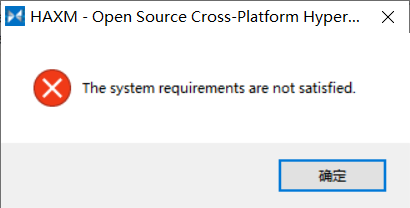 HAXM - Open Source Cross-Platform Hyper...
The system requirements are not satisfied.
确定